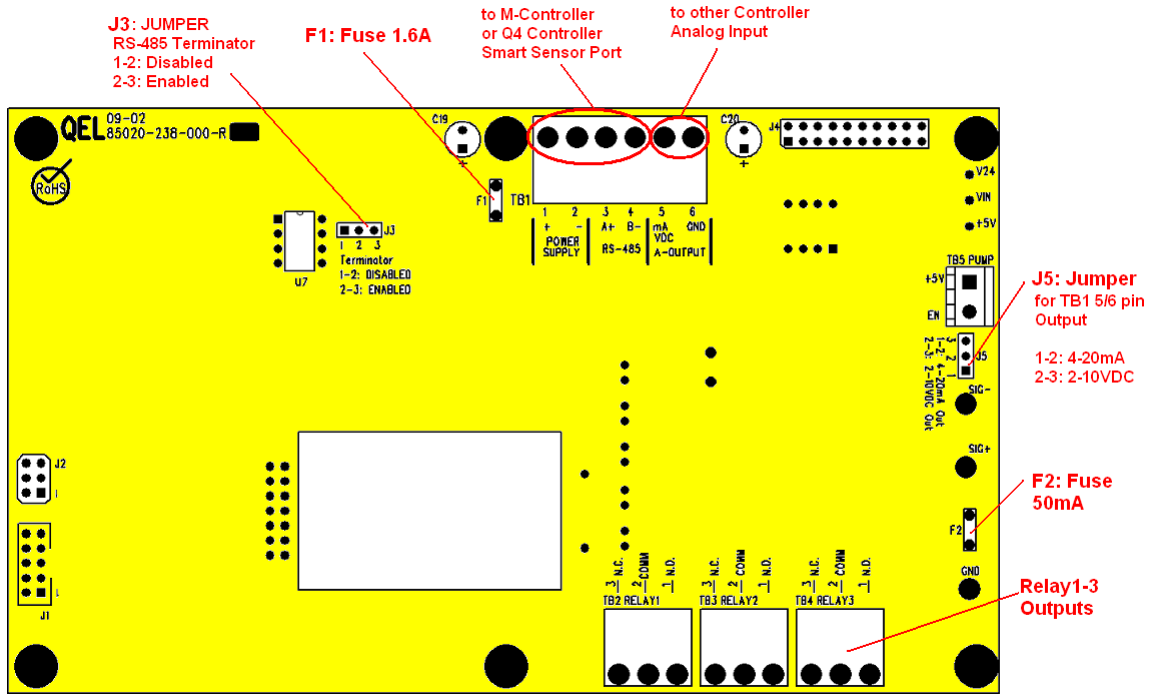 J3: JUMPER
RS-485 Terminator
1-2: Disabled
2-3: Enabled
F1: Fuse 1.6A
to M-Controller
or Q4 Controller
Smart Sensor Port
to other Controller
Analog Input
QEL
09-02
85020-238-000-R
RoHS
C19
+
F1
TB1
C20
+
J4
1 2 3 4 5 6
+ - A+ B- mA GND
VDC
POWER
SUPPLY
RS-485
A-OUTPUT
U7
J3
1 2 3
Terminator
1-2: DISABLED
2-3: ENABLED
V24
VIN
+5V
TB5 PUMP
+5V
EN
J5
3
2
1
1-2: 4-20mA Out
2-3: 2-10VDC Out
SIG-
SIG+
F2
GND
J5: Jumper
for TB1 5/6 pin
Output
1-2: 4-20mA
2-3: 2-10VDC
F2: Fuse
50mA
Relay1-3
Outputs
J2
1
1
J1
3 N.C.
2 COMM
1 N.O.
TB2 RELAY1
3 N.C.
2 COMM
1 N.O.
TB3 RELAY2
3 N.C.
2 COMM
1 N.O.
TB4 RELAY3